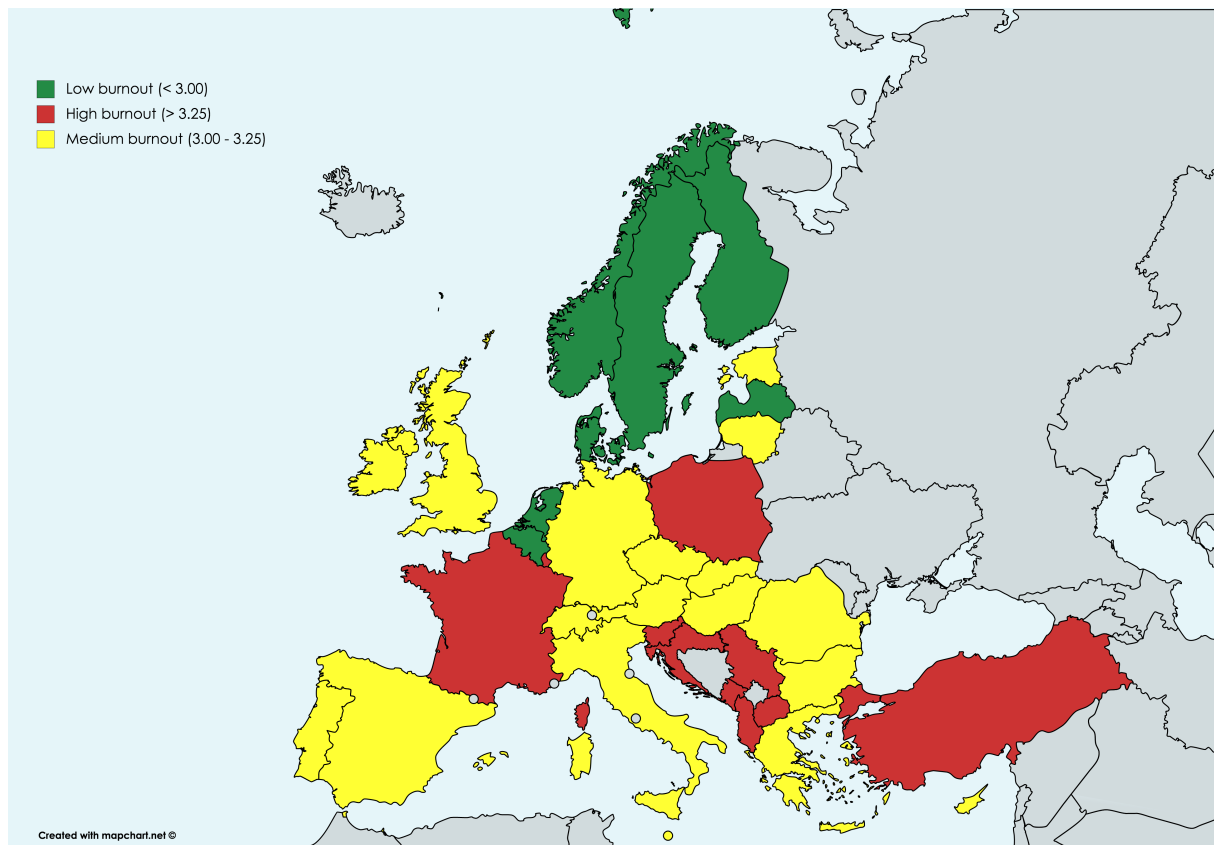 Low burnout (< 3.00)
High burnout (> 3.25)
Medium burnout (3.00 - 3.25)
Created with mapchart.net ©